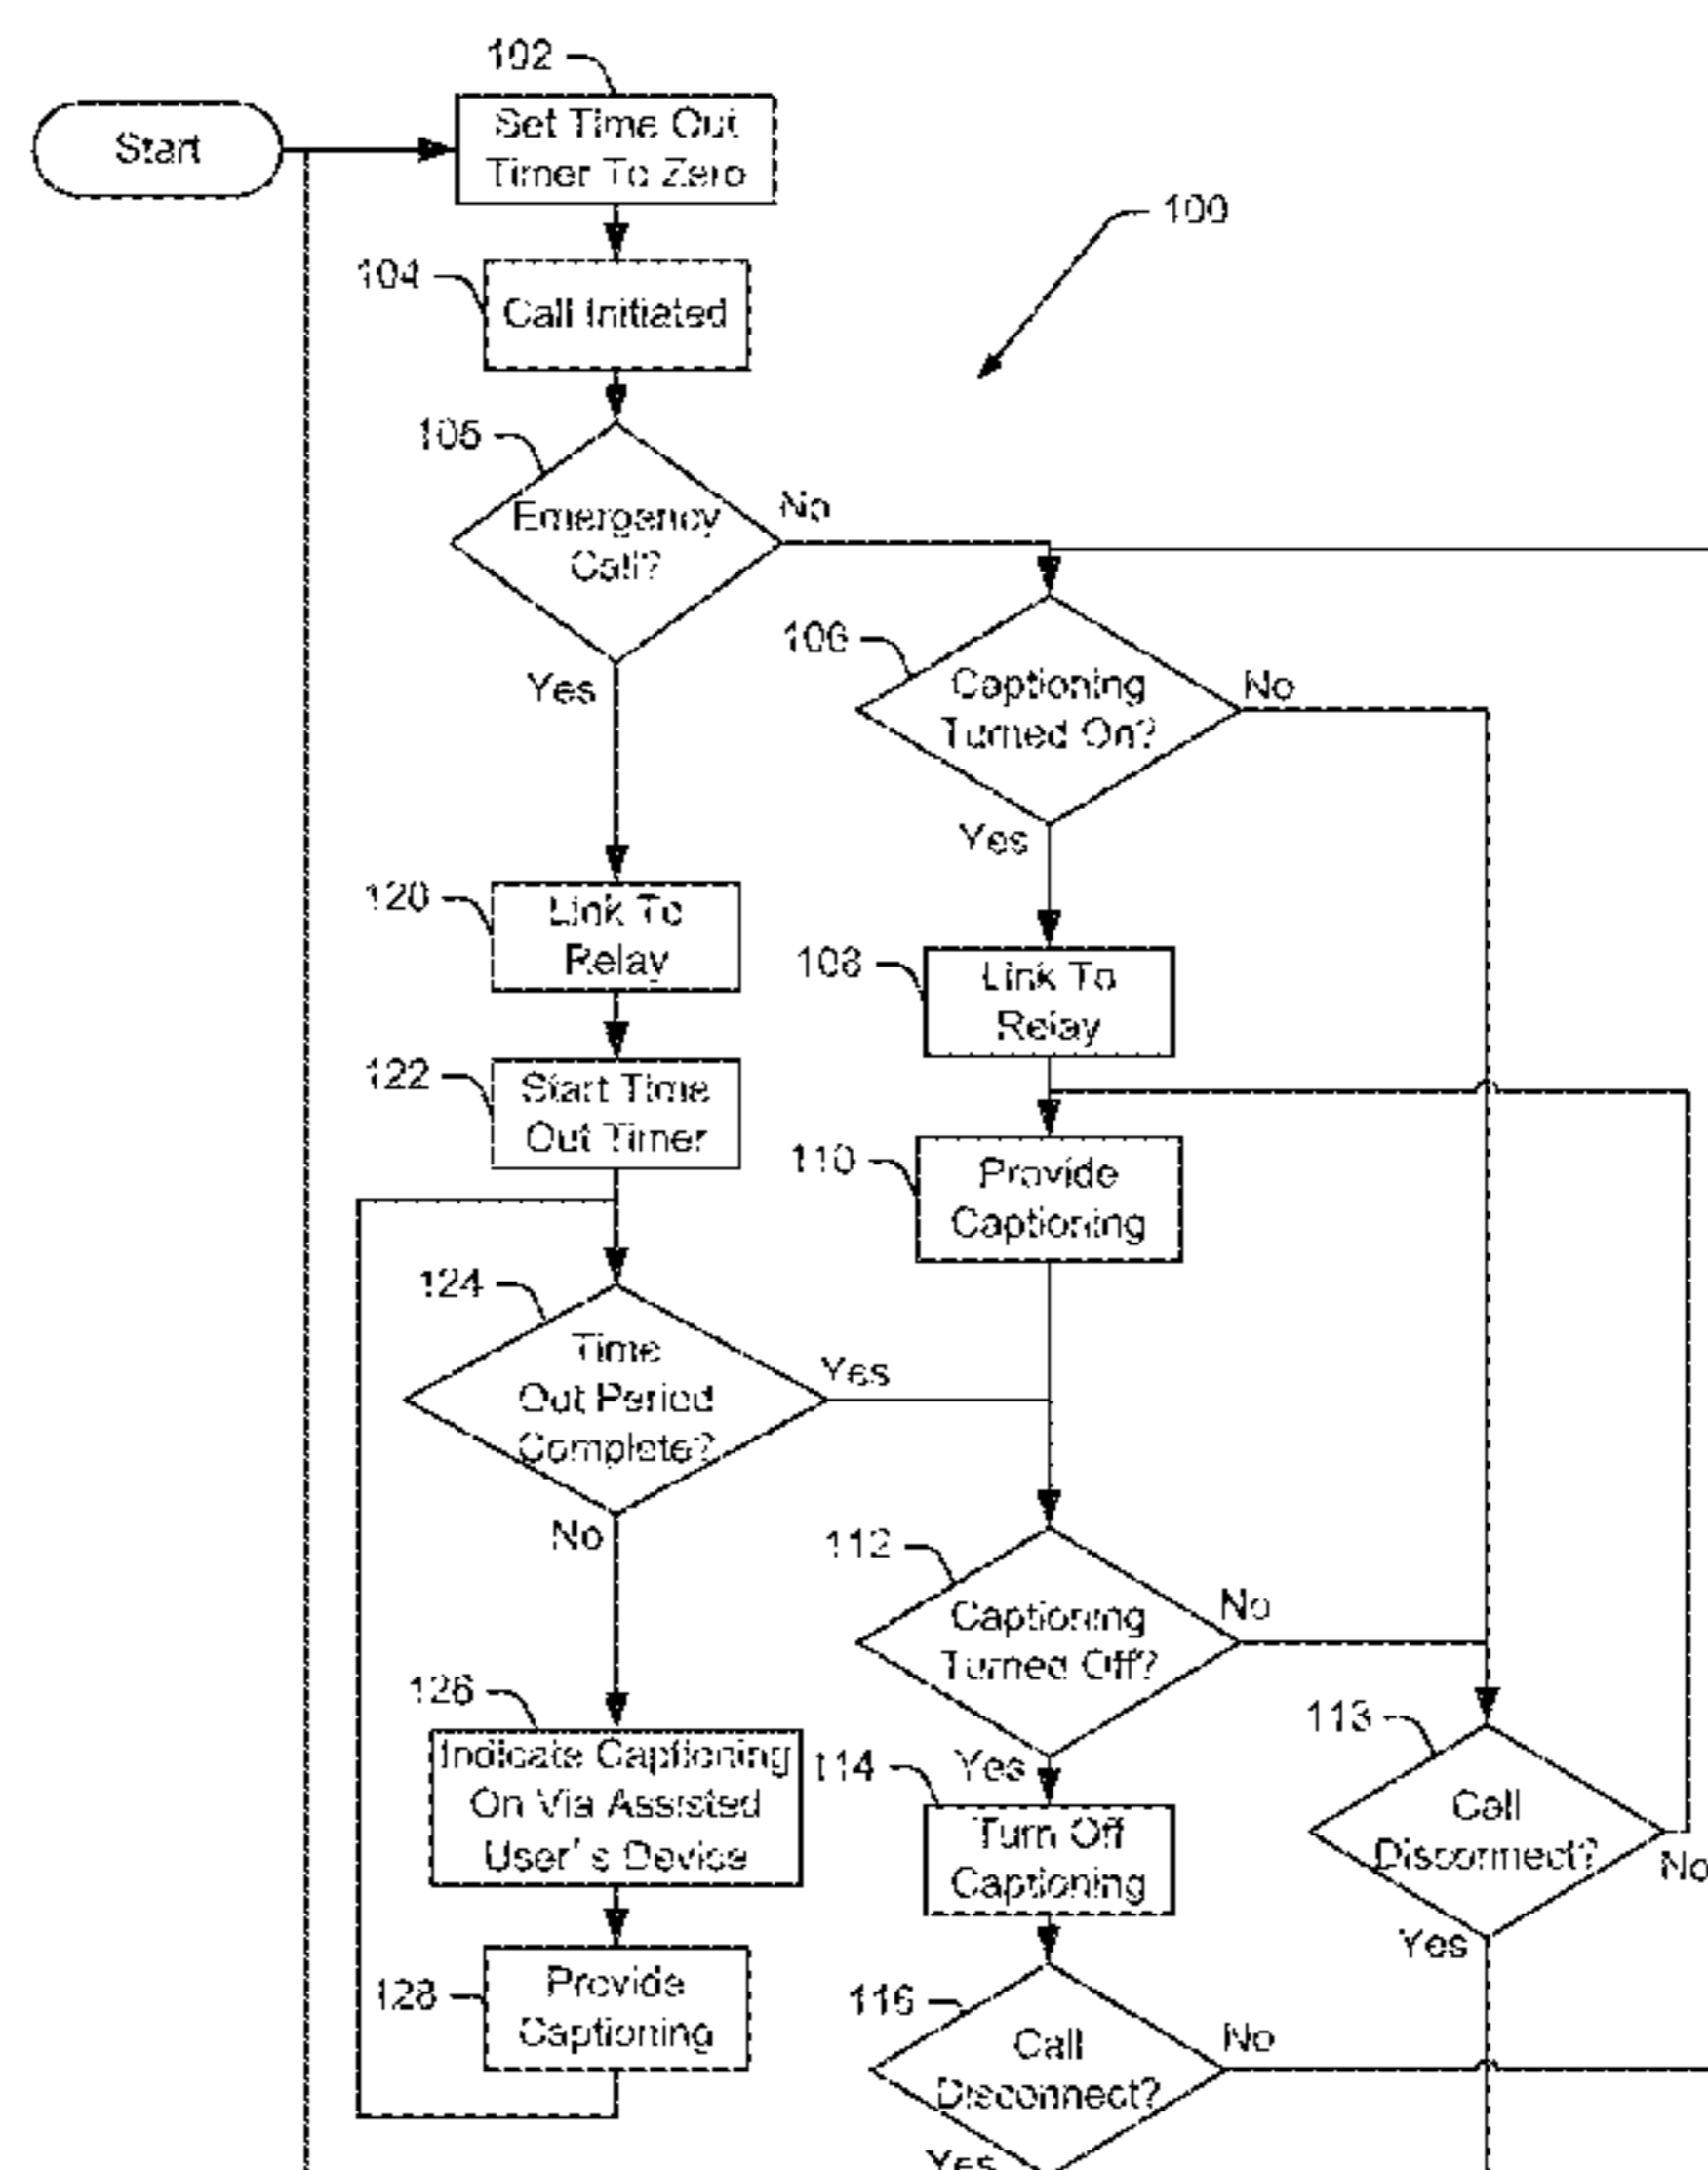 102
Start
Set Time Out
Timer To Zero
100
104
Call Initiated
105
Emergency
Call?
No
Yes
106
Captioning
Turned On?
No
Yes
120
Link To
Relay
108
Link To
Relay
122
Start Time
Out Timer
110
Provide
Captioning
124
Time
Out Period
Complete?
Yes
No
112
Captioning
Turned Off?
No
Yes
126
Indicate Captioning
On Via Assisted
User's Device
114
Turn Off
Captioning
113
Call
Disconnect?
No
Yes
128
Provide
Captioning
116
Call
Disconnect?
No
Yes